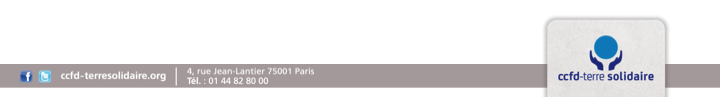 ccfd-terresolidaire.org
4, rue Jean-Lantier 75001 Paris
Tél. : 01 44 82 80 00
ccfd-terre solidaire